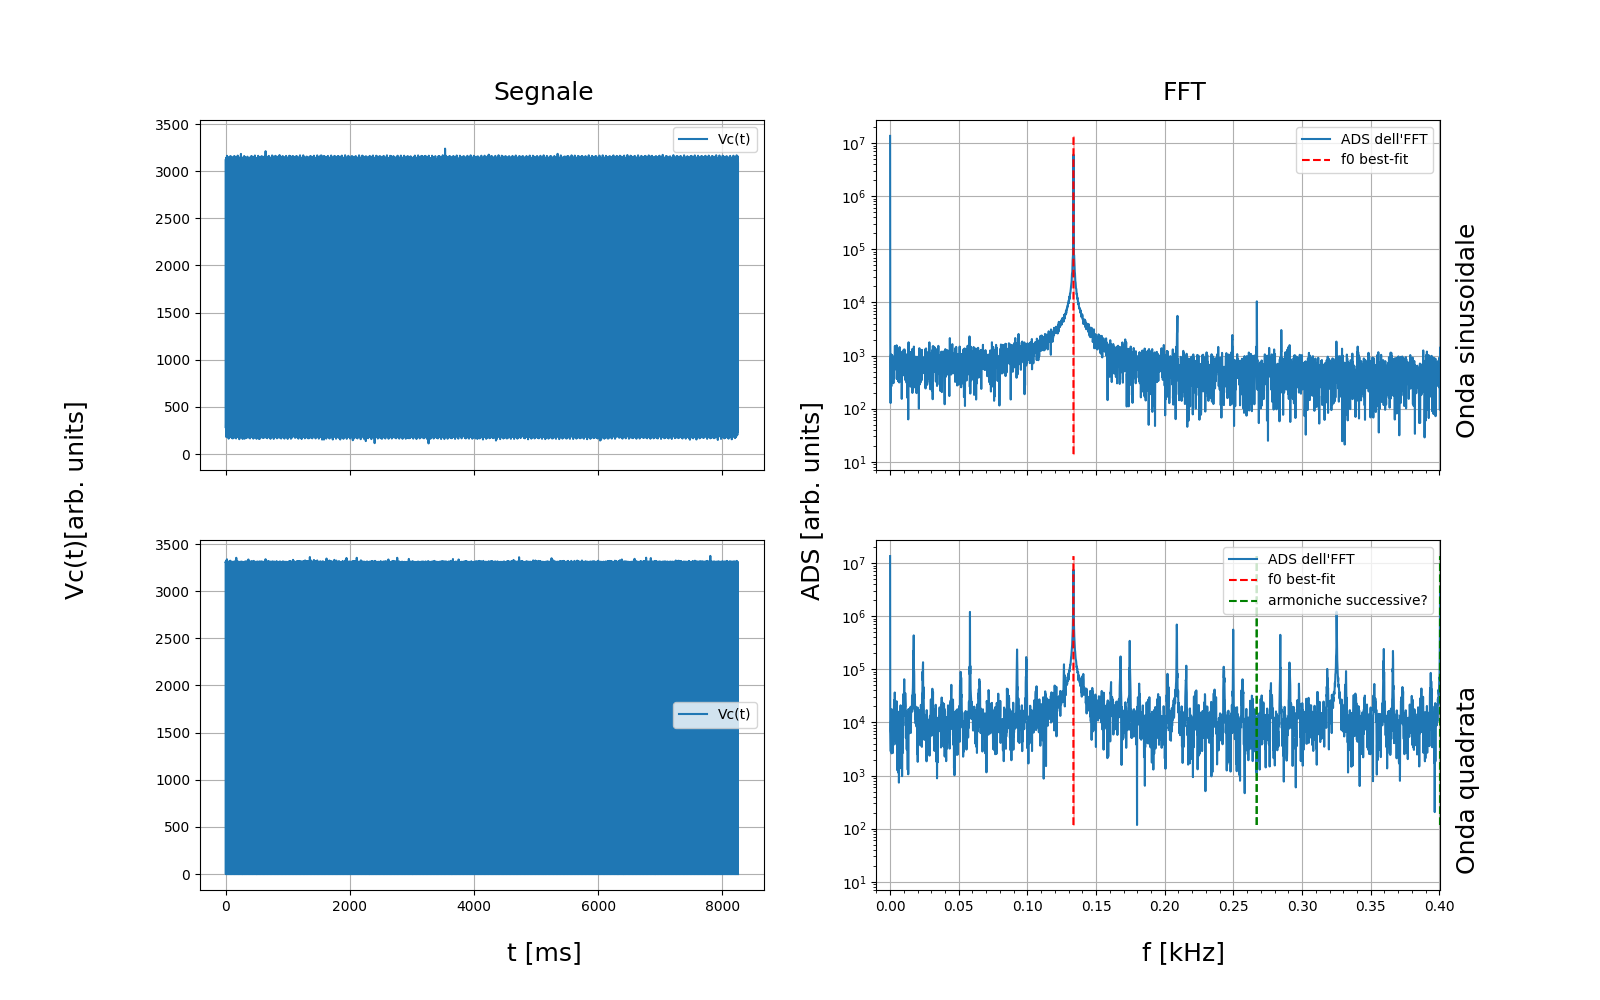 Segnale
FFT
3500
3000
2500
2000
1500
1000
500
0
Vc(t)
10^7
10^6
10^5
10^4
10^3
10^2
10^1
ADS dell'FFT
f0 best-fit
Onda sinusoidale
Vc(t)[arb. units]
ADS [arb. units]
3500
3000
2500
2000
1500
1000
500
0
Vc(t)
0
2000
4000
6000
8000
10^7
10^6
10^5
10^4
10^3
10^2
10^1
ADS dell'FFT
f0 best-fit
armoniche successive?
0.00
0.05
0.10
0.15
0.20
0.25
0.30
0.35
0.40
Onda quadrata
t [ms]
f [kHz]